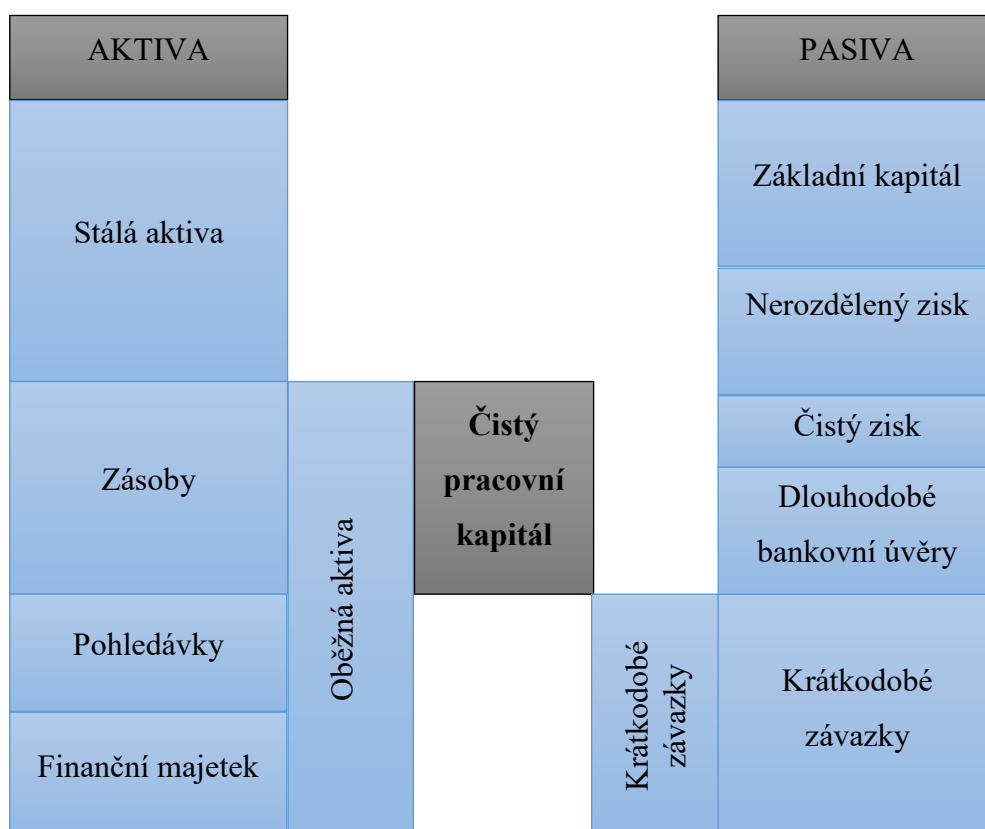 AKTIVA
PASIVA
Stálá aktiva
Základní kapitál
Nerozdělený zisk
Zásoby
Oběžná aktiva
Čistý
pracovní
kapitál
Čistý zisk
Dlouhodobé
bankovní úvěry
Pohledávky
Finanční majetek
Krátkodobé
závazky
Krátkodobé
závazky